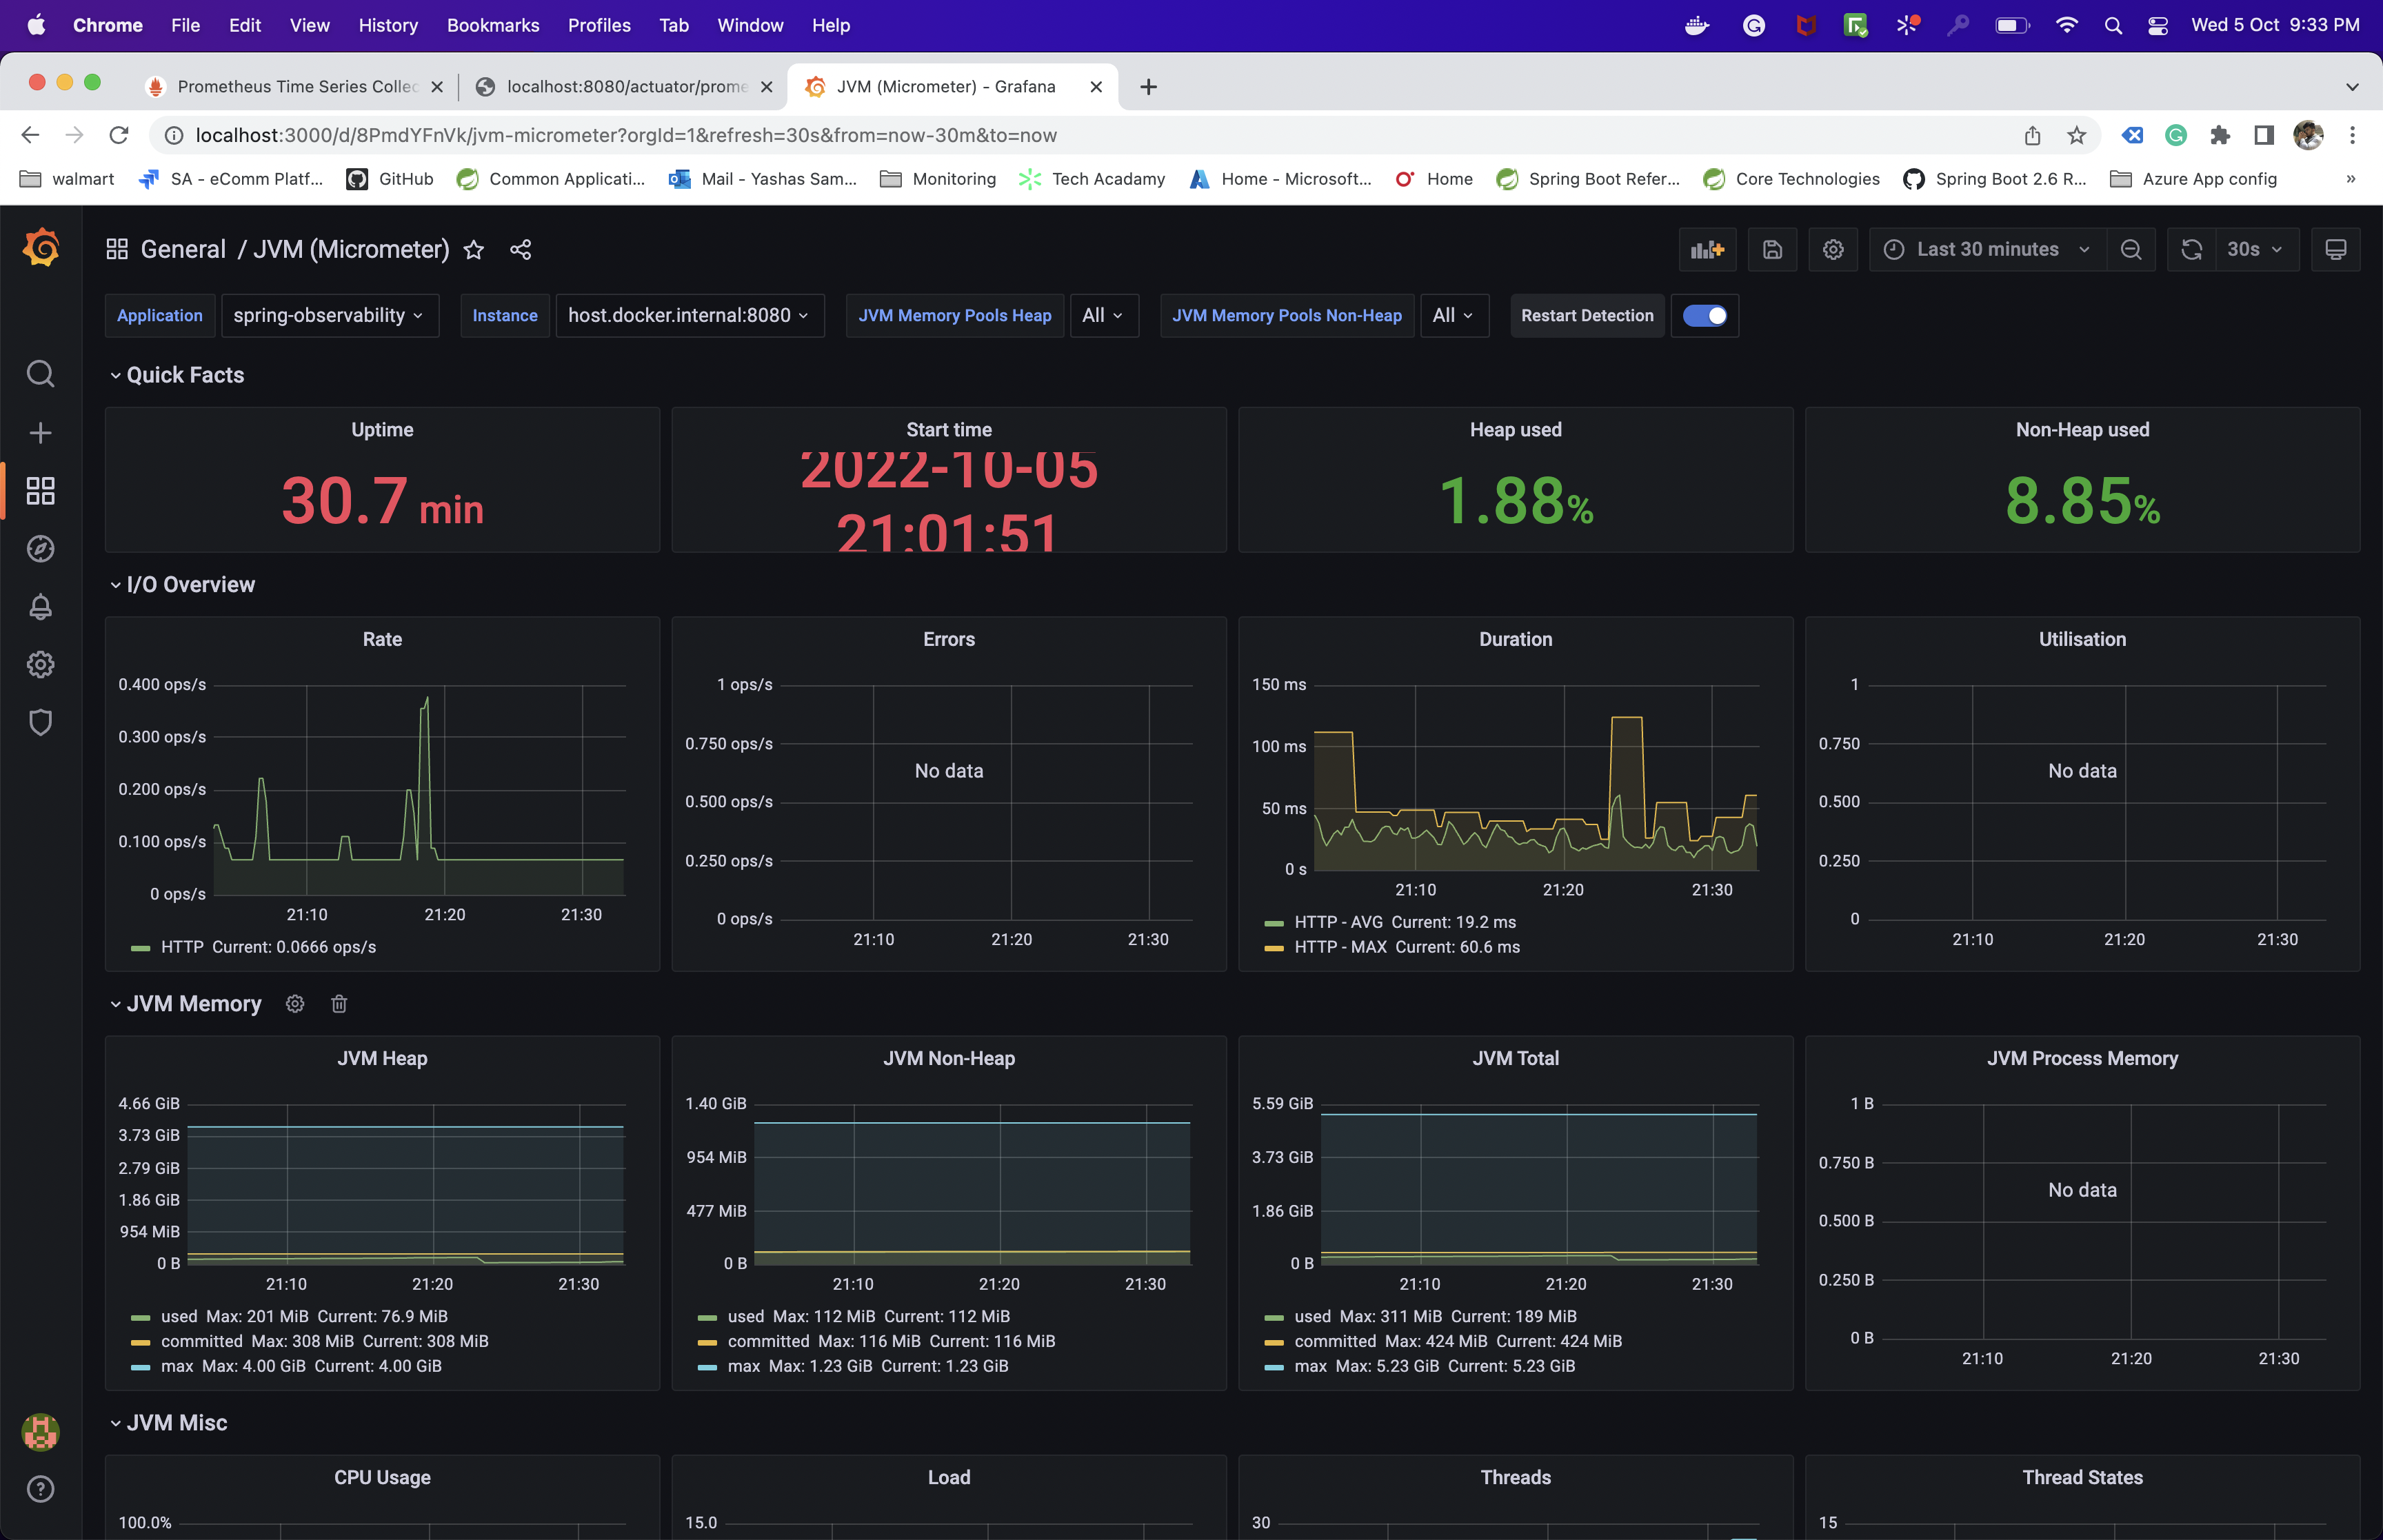 Chrome File Edit View History Bookmarks Profiles Tab Window Help Wed 5 Oct 9:33 PM
Prometheus Time Series Collec localhost:8080/actuator/prome JVM (Micrometer) - Grafana
localhost:3000/d/8PmdYFnVk/jvm-micrometer?orgId=1&refresh=30s&from=now-30m&to=now
walmart SA - eComm Platf... GitHub Common Applicati... Mail - Yashas Sam... Monitoring Tech Acadamy Home - Microsoft... Home Spring Boot Refer... Core Technologies Spring Boot 2.6 R... Azure App config »
General / JVM (Micrometer) Last 30 minutes 30s
Application spring-observability Instance host.docker.internal:8080 JVM Memory Pools Heap All JVM Memory Pools Non-Heap All Restart Detection
Quick Facts
Uptime
30.7 min
Start time
2022-10-05
21:01:51
Heap used
1.88%
Non-Heap used
8.85%
I/O Overview
Rate
0.400 ops/s
0.300 ops/s
0.200 ops/s
0.100 ops/s
0 ops/s
21:10 21:20 21:30
HTTP Current: 0.0666 ops/s
Errors
1 ops/s
0.750 ops/s
No data
0.500 ops/s
0.250 ops/s
0 ops/s
21:10 21:20 21:30
Duration
150 ms
100 ms
50 ms
0 s
21:10 21:20 21:30
HTTP - AVG Current: 19.2 ms
HTTP - MAX Current: 60.6 ms
Utilisation
1
0.750
No data
0.500
0.250
0
21:10 21:20 21:30
JVM Memory
JVM Heap
4.66 GiB
3.73 GiB
2.79 GiB
1.86 GiB
954 MiB
0 B
21:10 21:20 21:30
used Max: 201 MiB Current: 76.9 MiB
committed Max: 308 MiB Current: 308 MiB
max Max: 4.00 GiB Current: 4.00 GiB
JVM Non-Heap
1.40 GiB
954 MiB
477 MiB
0 B
21:10 21:20 21:30
used Max: 112 MiB Current: 112 MiB
committed Max: 116 MiB Current: 116 MiB
max Max: 1.23 GiB Current: 1.23 GiB
JVM Total
5.59 GiB
3.73 GiB
1.86 GiB
0 B
21:10 21:20 21:30
used Max: 311 MiB Current: 189 MiB
committed Max: 424 MiB Current: 424 MiB
max Max: 5.23 GiB Current: 5.23 GiB
JVM Process Memory
1 B
0.750 B
No data
0.500 B
0.250 B
0 B
21:10 21:20 21:30
JVM Misc
CPU Usage
100.0%
Load
15.0
Threads
30
Thread States
15